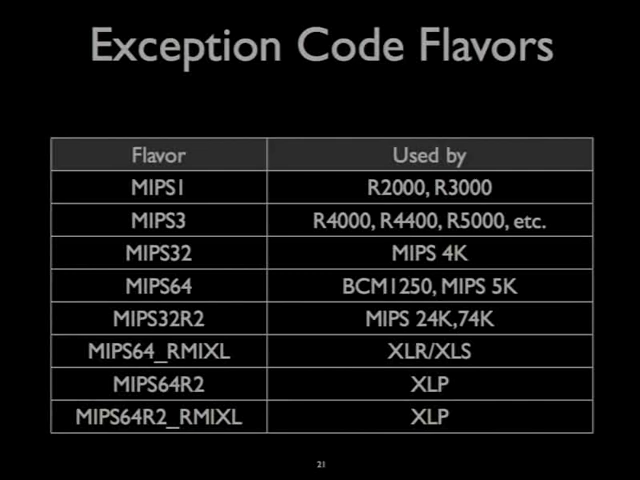 Exception Code Flavors
Flavor Used by
MIPS1 R2000, R3000
MIPS3 R4000, R4400, R5000, etc.
MIPS32 MIPS 4K
MIPS64 BCM1250, MIPS 5K
MIPS32R2 MIPS 24K,74K
MIPS64_RMIXL XLR/XLS
MIPS64R2 XLP
MIPS64R2_RMIXL XLP
21